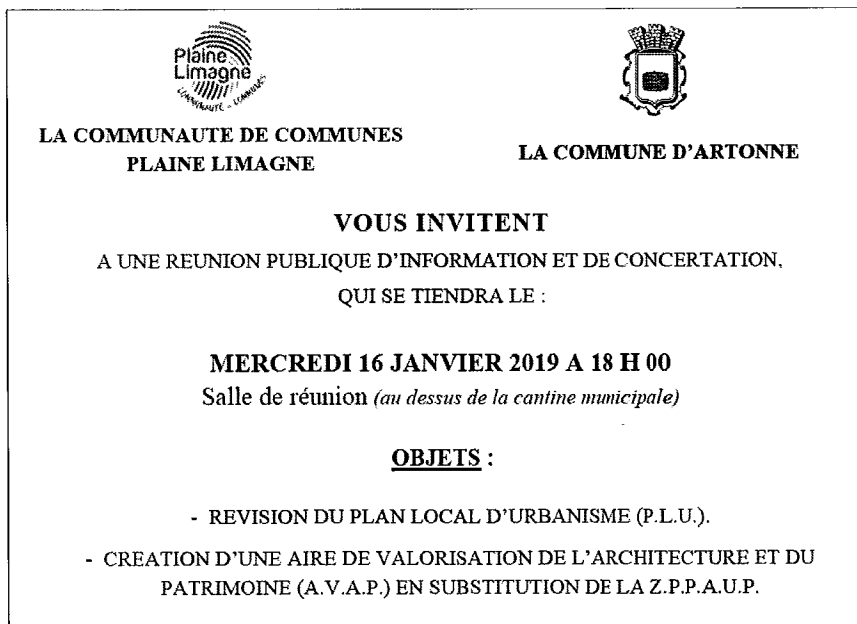 Plaine
Limagne
COMMUNAUTÉ - COMMUNES
LA COMMUNAUTE DE COMMUNES
PLAINE LIMAGNE
LA COMMUNE D'ARTONNE
VOUS INVITENT
A UNE REUNION PUBLIQUE D'INFORMATION ET DE CONCERTATION,
QUI SE TIENDRA LE :
MERCREDI 16 JANVIER 2019 A 18 H 00
Salle de réunion (au dessus de la cantine municipale)
OBJETS :
- REVISION DU PLAN LOCAL D'URBANISME (P.L.U.).
- CREATION D'UNE AIRE DE VALORISATION DE L'ARCHITECTURE ET DU
PATRIMOINE (A.V.A.P.) EN SUBSTITUTION DE LA Z.P.P.A.U.P.